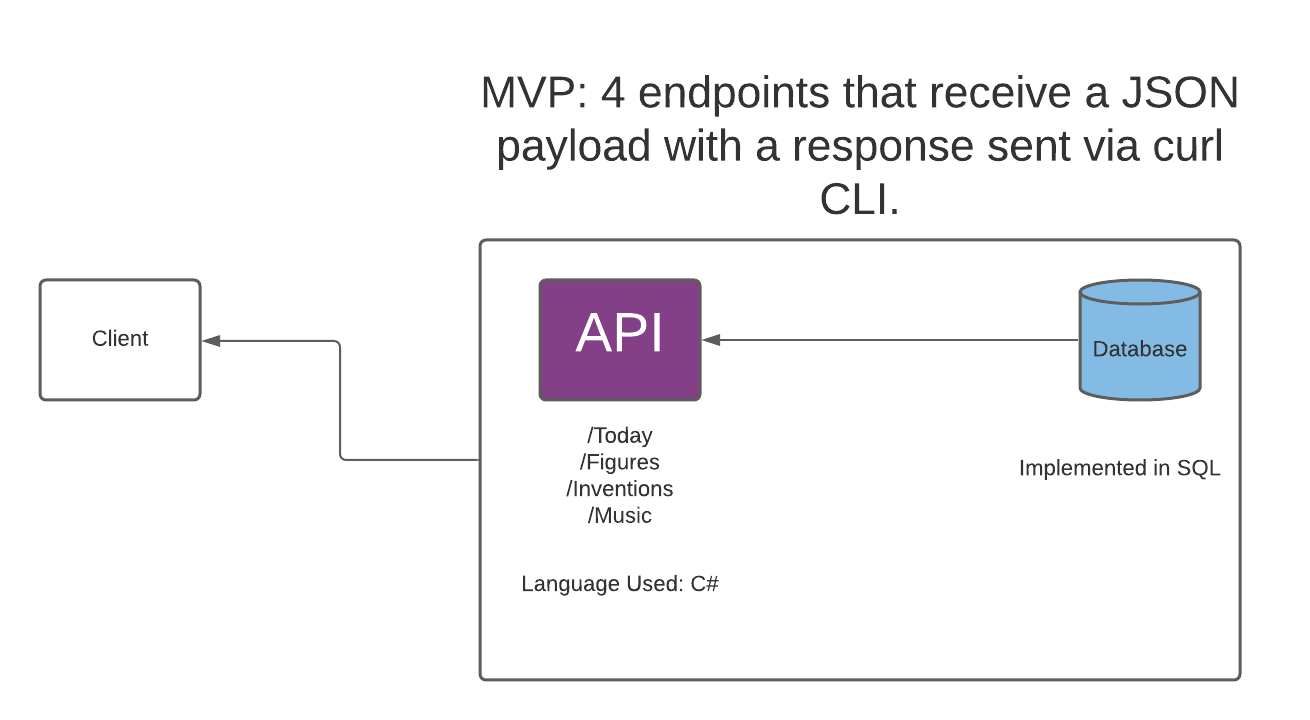 MVP: 4 endpoints that receive a JSON
payload with a response sent via curl
CLI.
Client
API
Database
/Today
/Figures
/Inventions
/Music
Implemented in SQL
Language Used: C#